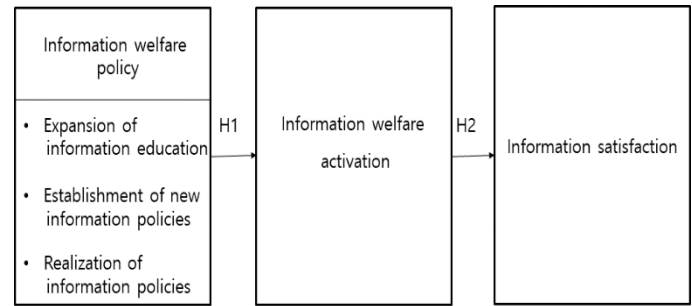 Information welfare
policy
• Expansion of
information education
• Establishment of new
information policies
• Realization of
information policies
H1
Information welfare
activation
H2
Information satisfaction